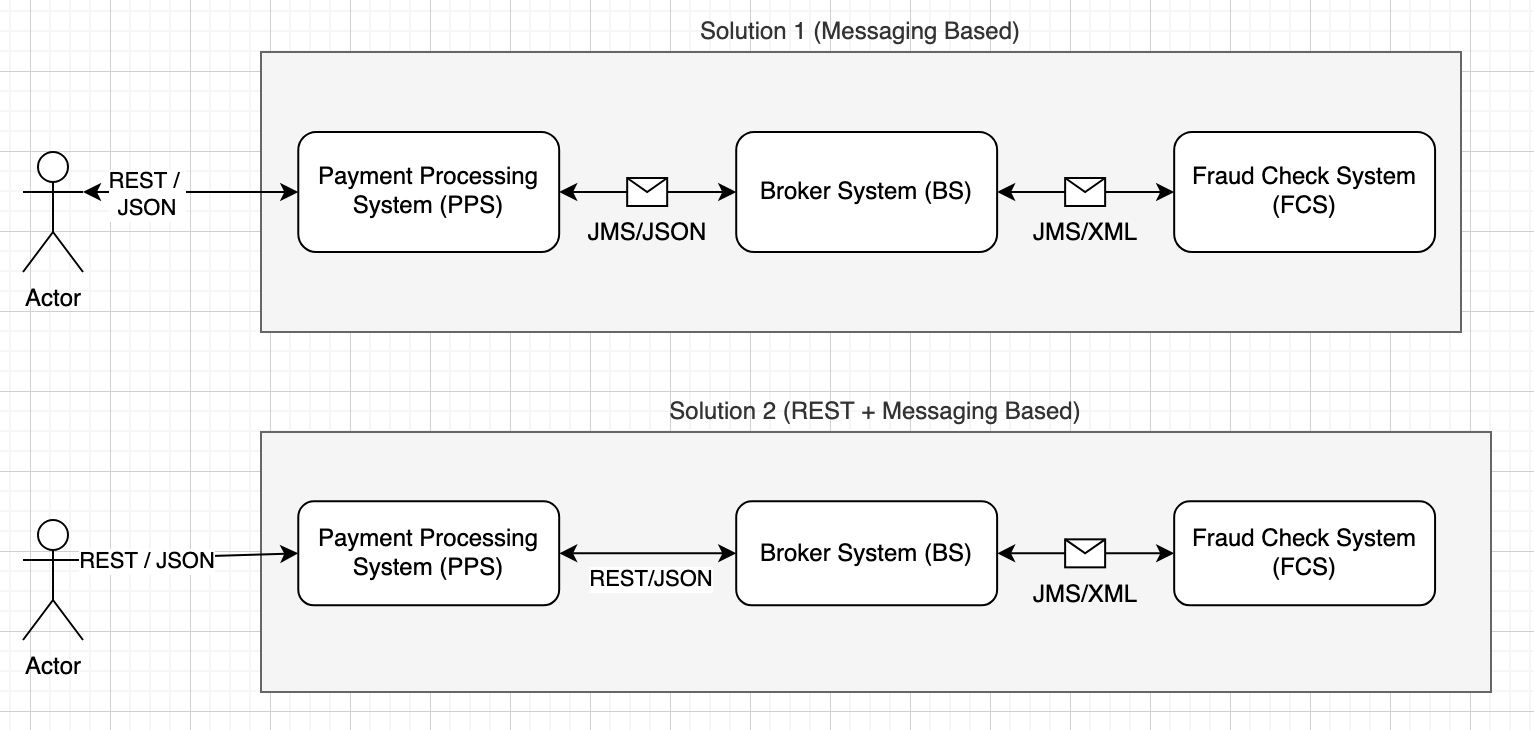 Solution 1 (Messaging Based)
REST /
JSON
Payment Processing
System (PPS)
JMS/JSON
Broker System (BS)
JMS/XML
Fraud Check System
(FCS)
Actor
Solution 2 (REST + Messaging Based)
REST / JSON
Payment Processing
System (PPS)
REST/JSON
Broker System (BS)
JMS/XML
Fraud Check System
(FCS)
Actor